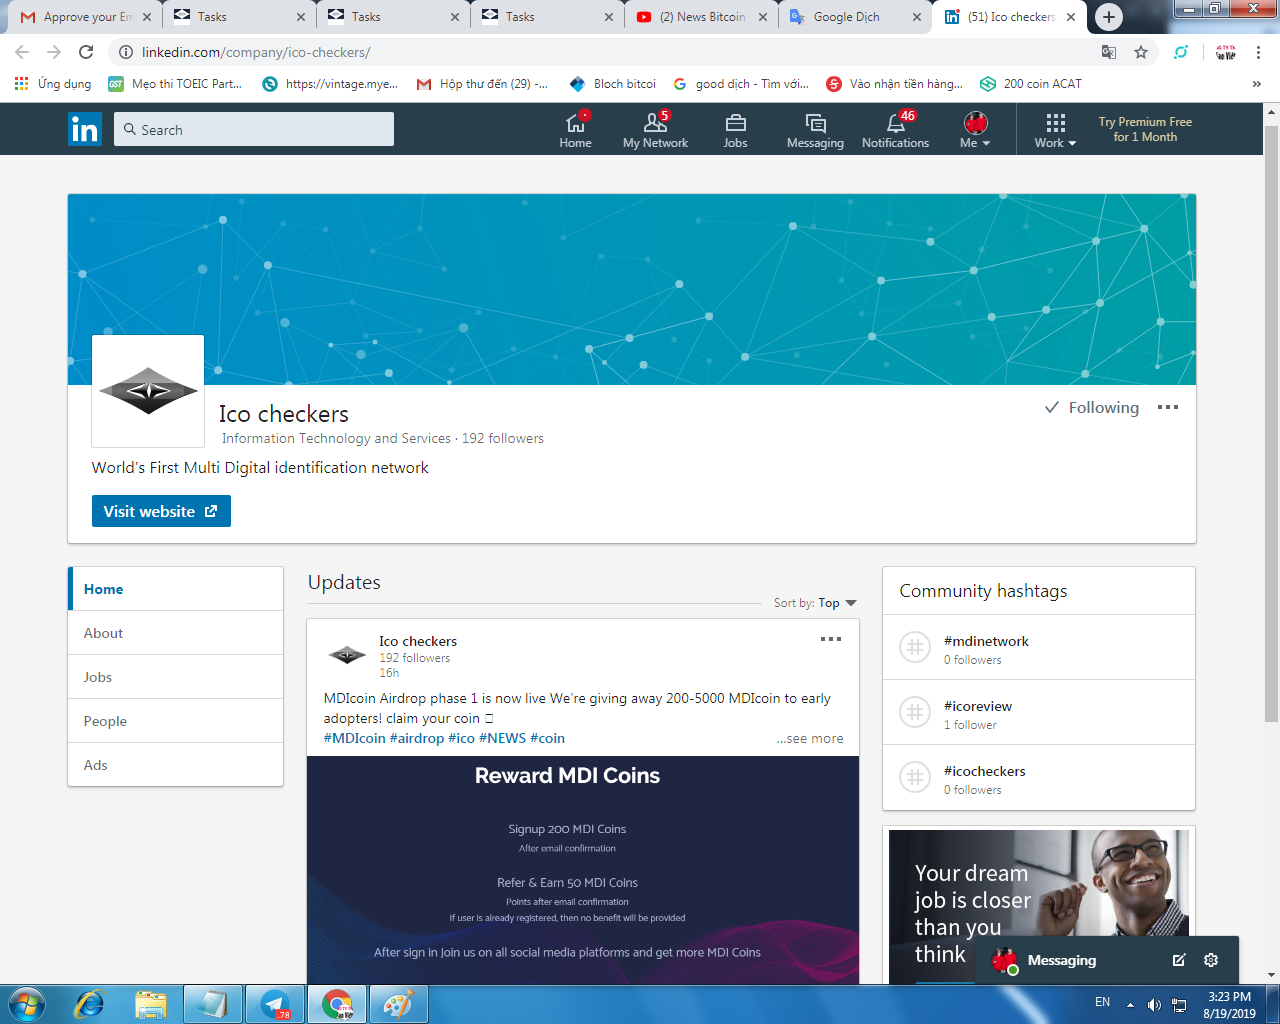 Approve your Em
Tasks
Tasks
Tasks
(2) News Bitcoin
Google Dịch
(51) Ico checkers
linkedin.com/company/ico-checkers/
Ứng dụng
GST
Mẹo thi TOEIC Part...
https://vintage.mye...
Hộp thư đến (29) -...
Bloch bitcoi
good dịch - Tìm với...
Vào nhận tiền hàng...
200 coin ACAT
»
in
Search
Home
5
My Network
Jobs
Messaging
46
Notifications
Me
Work
Try Premium Free
for 1 Month
Ico checkers
Information Technology and Services · 192 followers
World's First Multi Digital identification network
Visit website
Following
Home
About
Jobs
People
Ads
Updates
Sort by: Top
Ico checkers
192 followers
16h
MDIcoin Airdrop phase 1 is now live We're giving away 200-5000 MDIcoin to early
adopters! claim your coin
#MDIcoin #airdrop #ico #NEWS #coin
...see more
Reward MDI Coins
Signup 200 MDI Coins
After email confirmation
Refer & Earn 50 MDI Coins
Points after email confirmation
If user is already registered, then no benefit will be provided
After sign in Join us on all social media platforms and get more MDI Coins
Community hashtags
#mdinetwork
0 followers
#icoreview
1 follower
#icocheckers
0 followers
Your dream
job is closer
than you
think
Messaging
78
EN
3:23 PM
8/19/2019